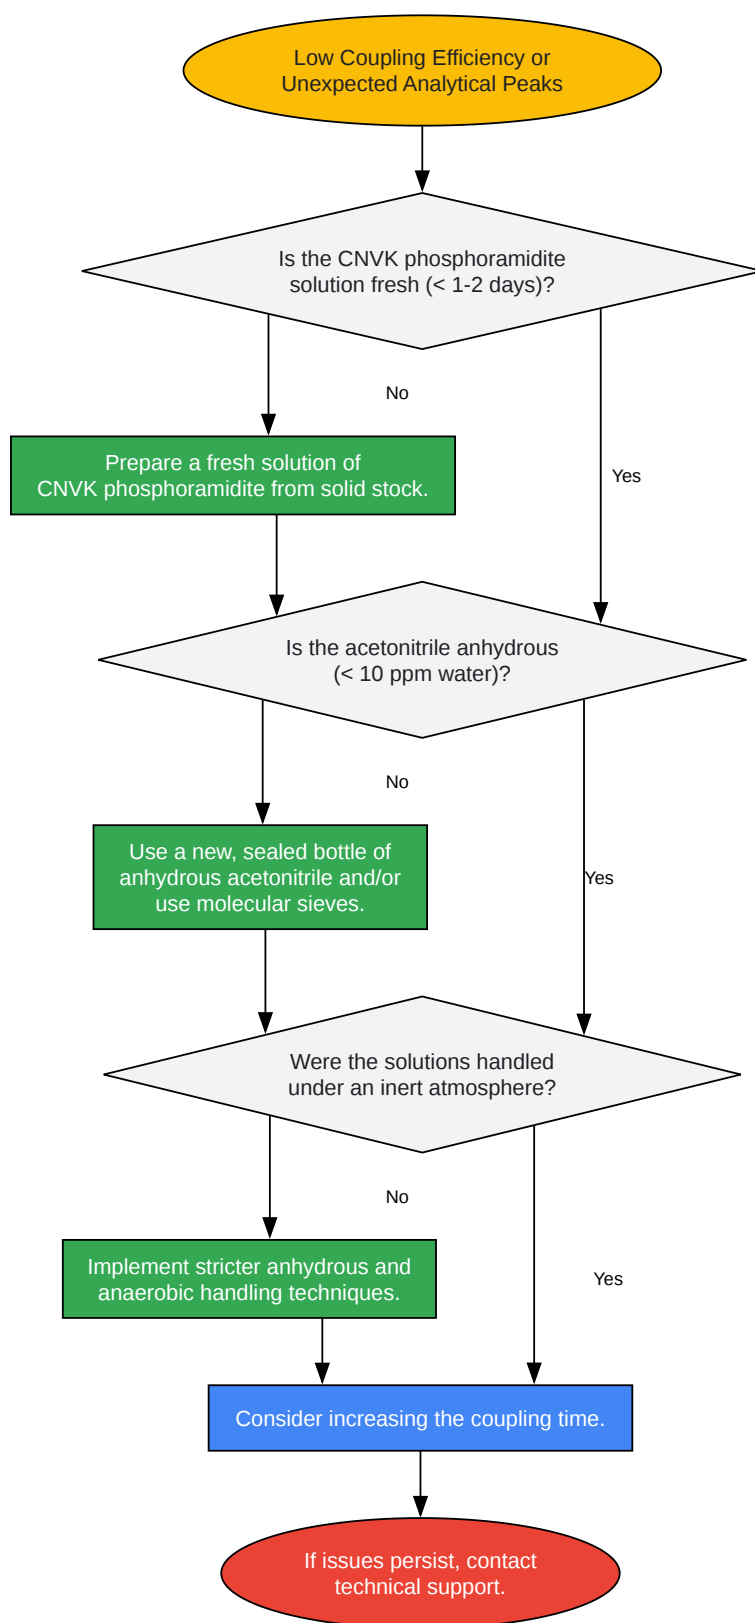 Low Coupling Efficiency or
Unexpected Analytical Peaks
Is the CNVK phosphoramidite
solution fresh (< 1-2 days)?
No
Prepare a fresh solution of
CNVK phosphoramidite from solid stock.
Yes
Is the acetonitrile anhydrous
(< 10 ppm water)?
No
Use a new, sealed bottle of
anhydrous acetonitrile and/or
use molecular sieves.
Yes
Were the solutions handled
under an inert atmosphere?
No
Implement stricter anhydrous and
anaerobic handling techniques.
Yes
Consider increasing the coupling time.
If issues persist, contact
technical support.